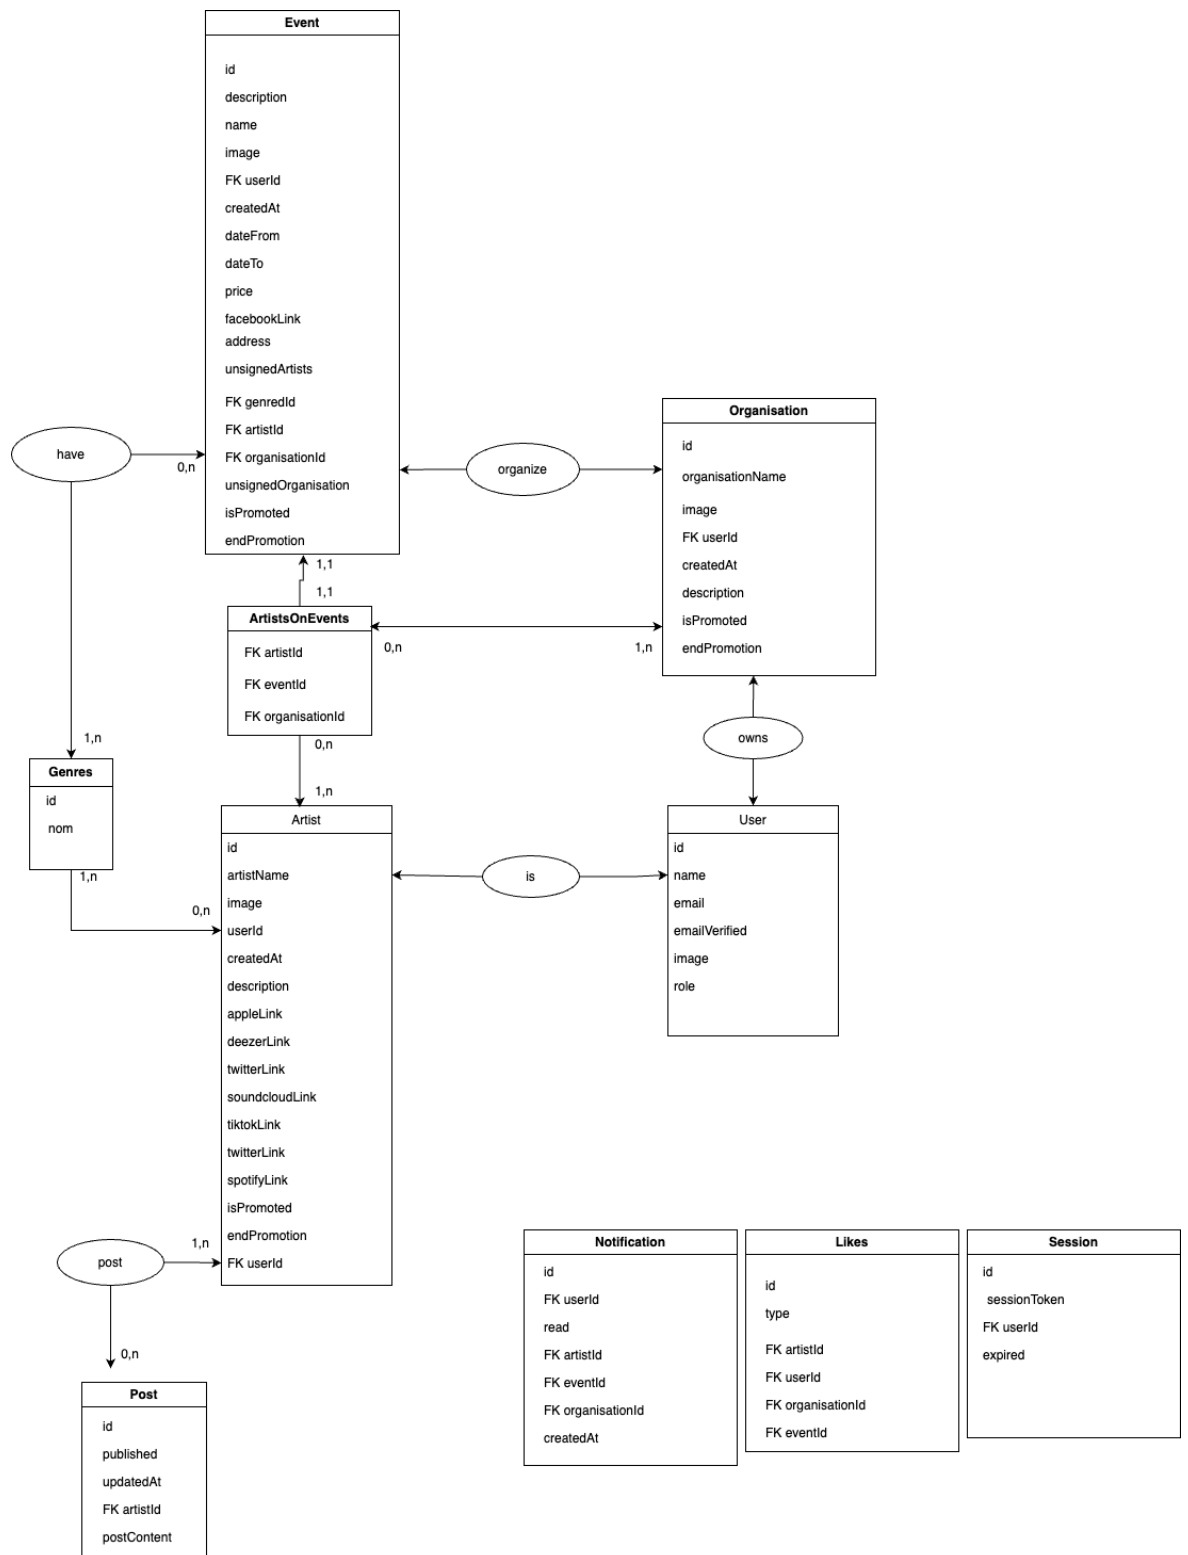 Event
id
description
name
image
FK userId
createdAt
dateFrom
dateTo
price
facebookLink
address
unsignedArtists
FK genredId
FK artistId
FK organisationId
unsignedOrganisation
isPromoted
endPromotion
have
0,n
organize
Organisation
id
organisationName
image
FK userId
createdAt
description
isPromoted
endPromotion
1,1
1,1
ArtistsOnEvents
FK artistId
FK eventId
FK organisationId
0,n
1,n
0,n
1,n
owns
1,n
Genres
id
nom
1,n
0,n
Artist
id
artistName
image
userId
createdAt
description
appleLink
deezerLink
twitterLink
soundcloudLink
tiktokLink
twitterLink
spotifyLink
isPromoted
endPromotion
FK userId
is
User
id
name
email
emailVerified
image
role
post
1,n
0,n
Post
id
published
updatedAt
FK artistId
postContent
Notification
id
FK userId
read
FK artistId
FK eventId
FK organisationId
createdAt
Likes
id
type
FK artistId
FK userId
FK organisationId
FK eventId
Session
id
sessionToken
FK userId
expired